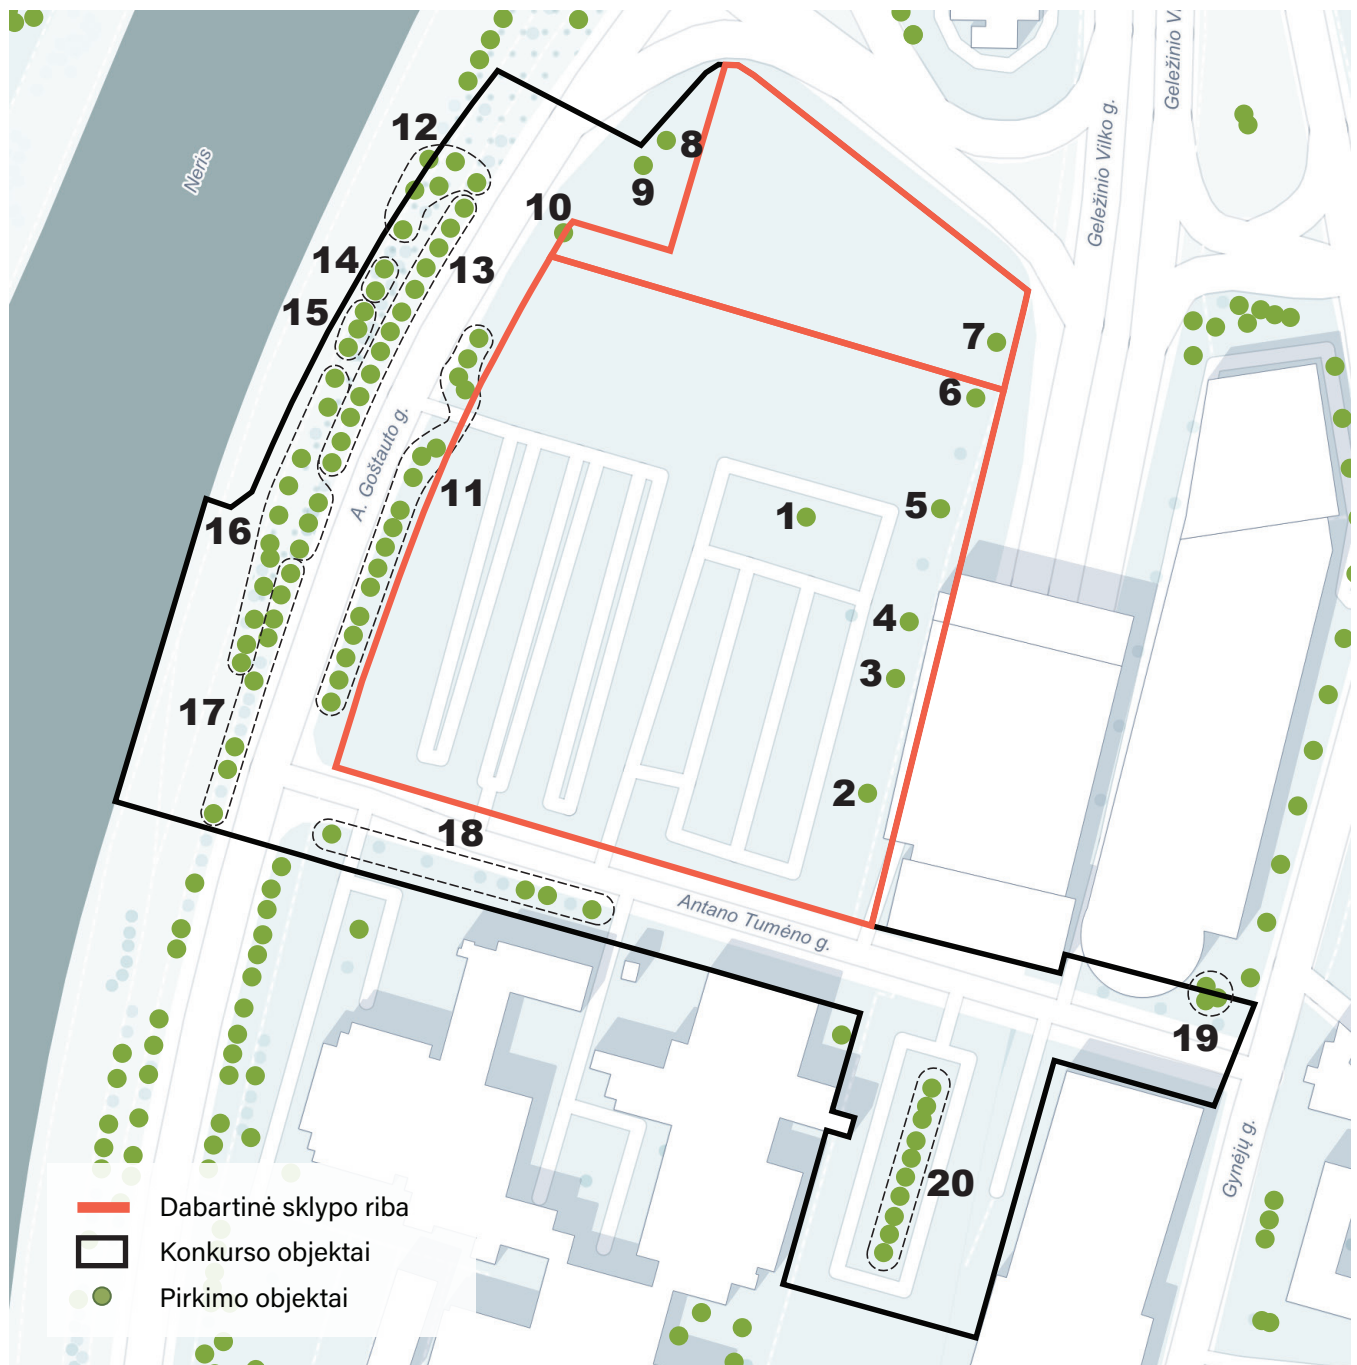 Geležinio V
12
8
9
Neris
Geležinio Vilko g.
10
14
13
15
7
6
A. Goštauto g.
11
5
1
16
4
3
17
2
18
Antano Tumėno g.
19
20
Gynėjų g.
Dabartinė sklypo riba
Konkurso objektai
Pirkimo objektai